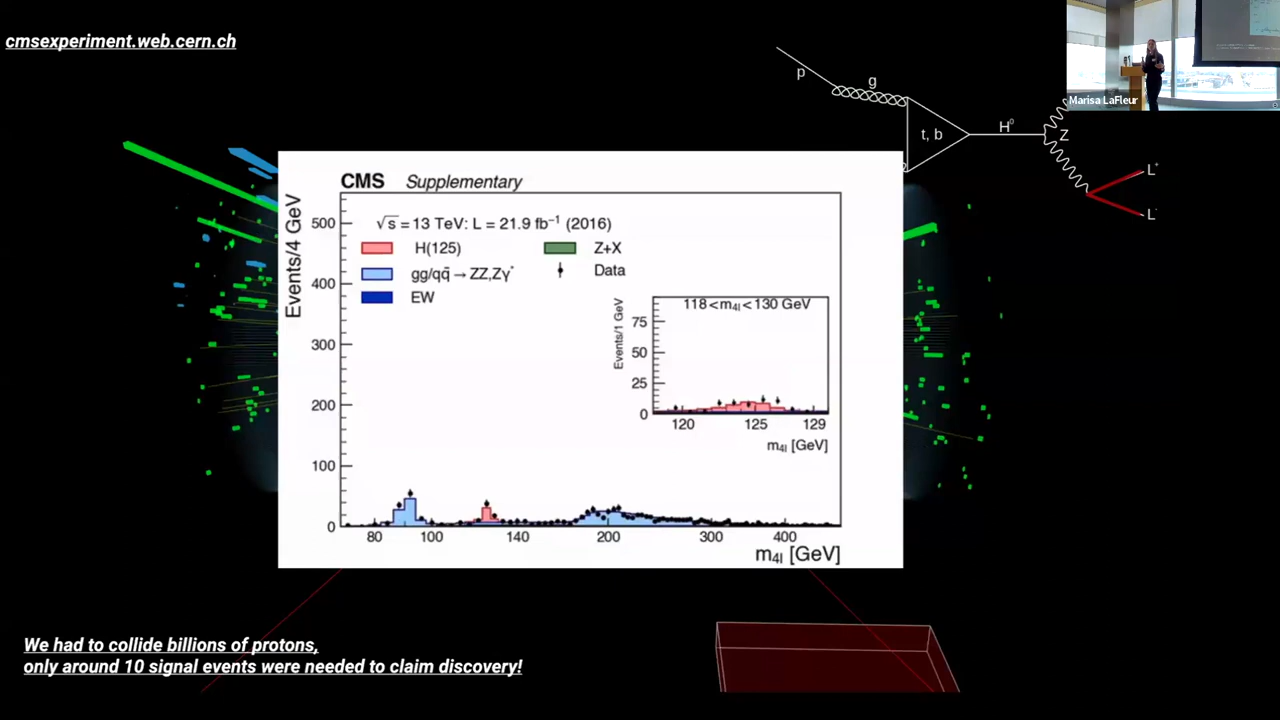 cmsexperiment.web.cern.ch
p
g
t, b
H⁰
Z
L⁺
L⁻
Marisa LaFleur
CMS Supplementary
√s = 13 TeV: L = 21.9 fb⁻¹ (2016)
H(125)
Z+X
gg/qq̄ → ZZ,Zγ*
Data
EW
Events/4 GeV
500
400
300
200
100
0
80 100 140 200 300 400
m4l [GeV]
118<m4l<130 GeV
Events/1 GeV
75
50
25
0
120 125 129
m4l [GeV]
We had to collide billions of protons,
only around 10 signal events were needed to claim discovery!